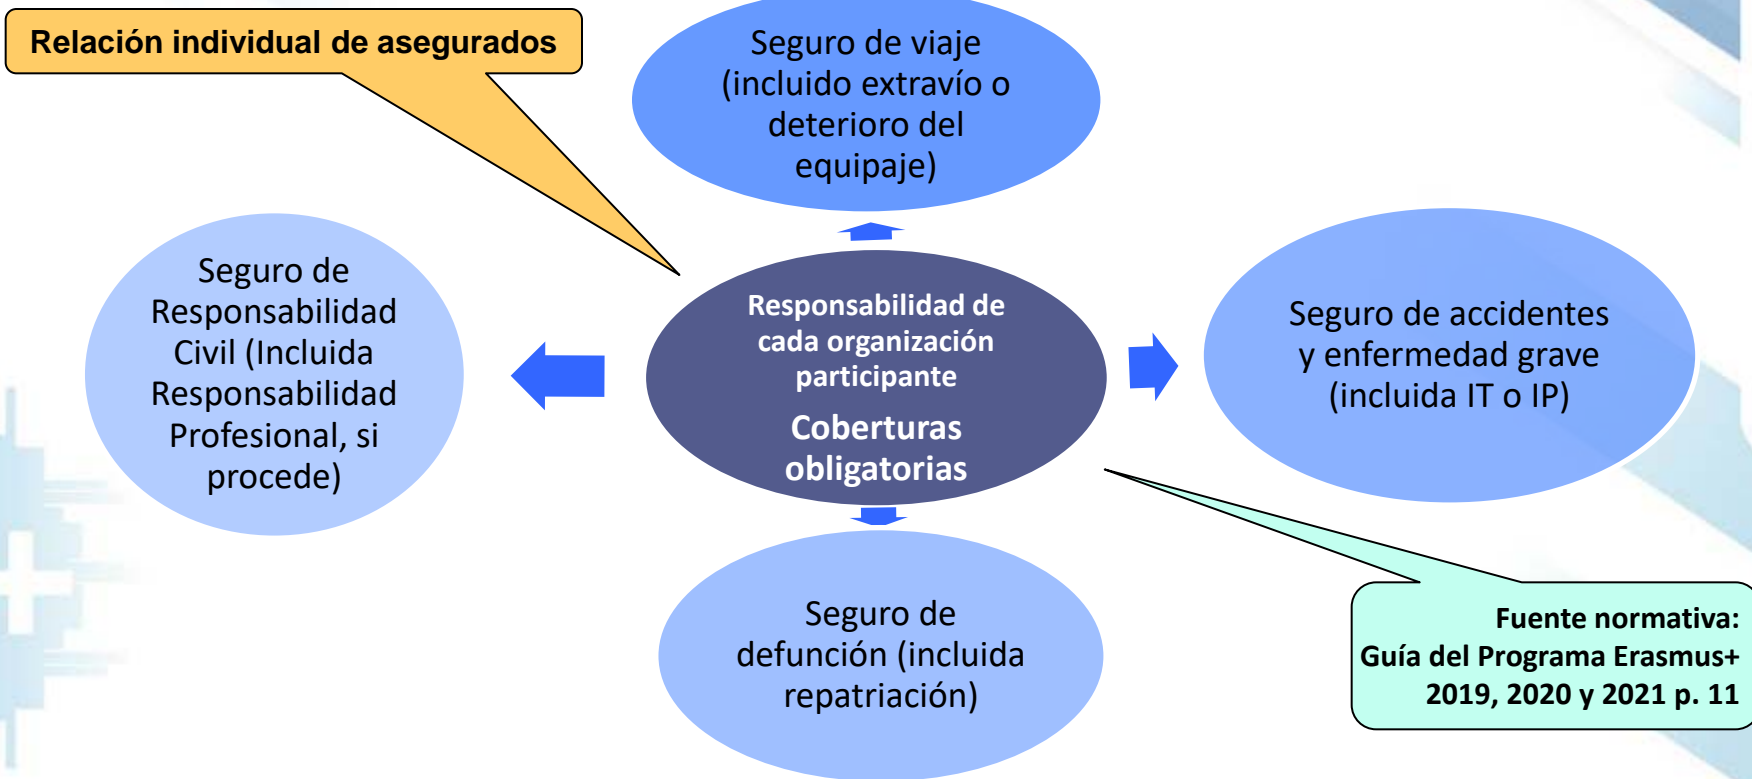 Relación individual de asegurados
Seguro de viaje
(incluido extravío o
deterioro del
equipaje)
Seguro de
Responsabilidad
Civil (Incluida
Responsabilidad
Profesional, si
procede)
Responsabilidad de
cada organización
participante
Coberturas
obligatorias
Seguro de accidentes
y enfermedad grave
(incluida IT o IP)
Seguro de
defunción (incluida
repatriación)
Fuente normativa:
Guía del Programa Erasmus+
2019, 2020 y 2021 p. 11